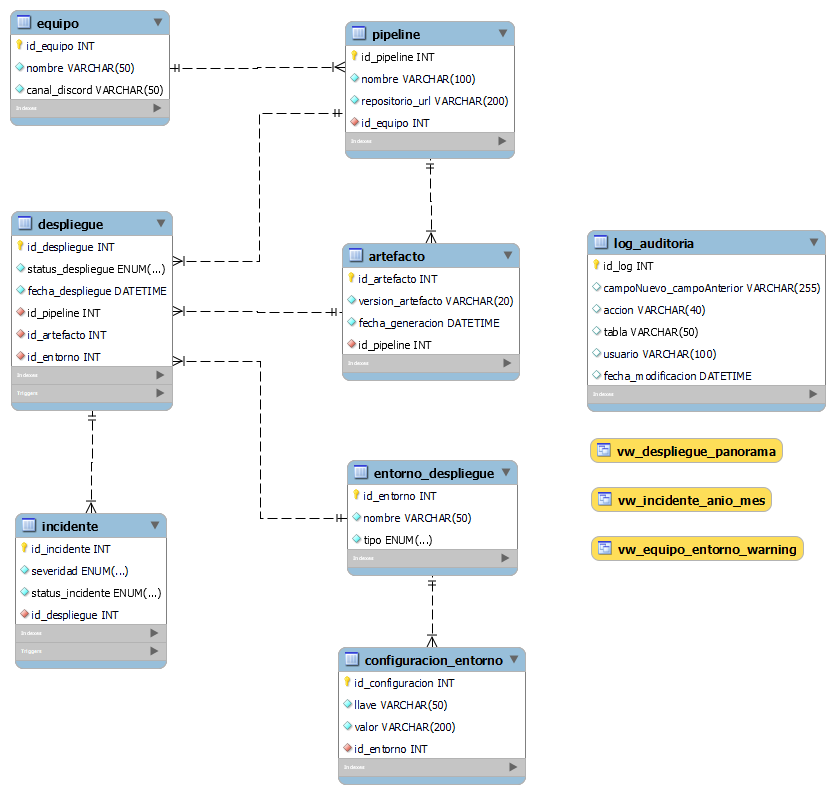 equipo
id_equipo INT
nombre VARCHAR(50)
canal_discord VARCHAR(50)
Indexes
pipeline
id_pipeline INT
nombre VARCHAR(100)
repositorio_url VARCHAR(200)
id_equipo INT
Indexes
despliegue
id_despliegue INT
status_despliegue ENUM(...)
fecha_despliegue DATETIME
id_pipeline INT
id_artefacto INT
id_entorno INT
Indexes
Triggers
artefacto
id_artefacto INT
version_artefacto VARCHAR(20)
fecha_generacion DATETIME
id_pipeline INT
Indexes
log_auditoria
id_log INT
campoNuevo_campoAnterior VARCHAR(255)
accion VARCHAR(40)
tabla VARCHAR(50)
usuario VARCHAR(100)
fecha_modificacion DATETIME
Indexes
vw_despliegue_panorama
vw_incidente_anio_mes
vw_equipo_entorno_warning
entorno_despliegue
id_entorno INT
nombre VARCHAR(50)
tipo ENUM(...)
Indexes
incidente
id_incidente INT
severidad ENUM(...)
status_incidente ENUM(...)
id_despliegue INT
Indexes
Triggers
configuracion_entorno
id_configuracion INT
llave VARCHAR(50)
valor VARCHAR(200)
id_entorno INT
Indexes